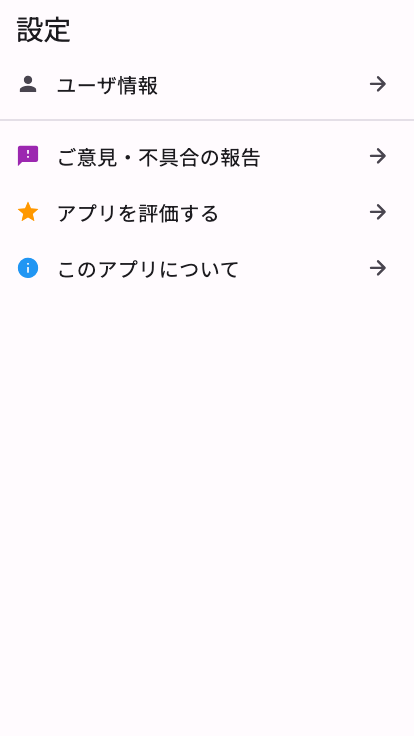 設定
ユーザ情報
ご意見・不具合の報告
アプリを評価する
このアプリについて